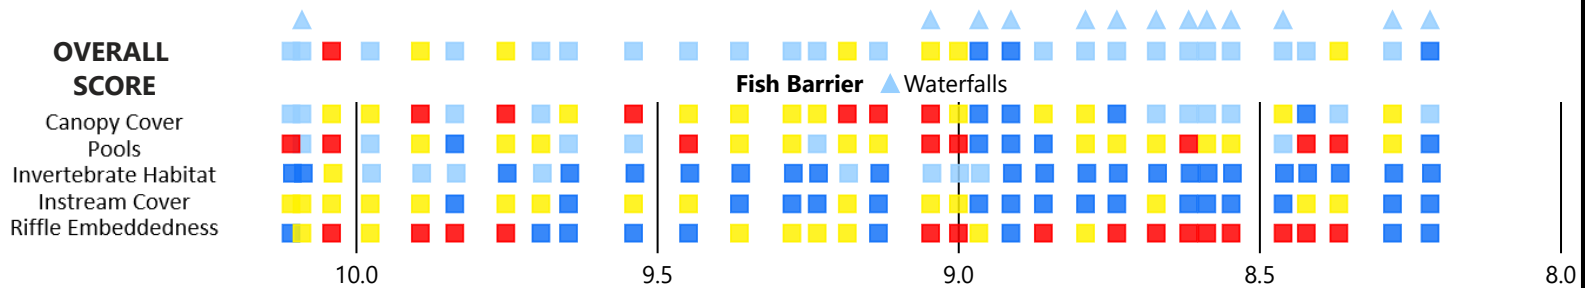 OVERALL
SCORE
Fish Barrier Waterfalls
Canopy Cover
Pools
Invertebrate Habitat
Instream Cover
Riffle Embeddedness
10.0 9.5 9.0 8.5 8.0